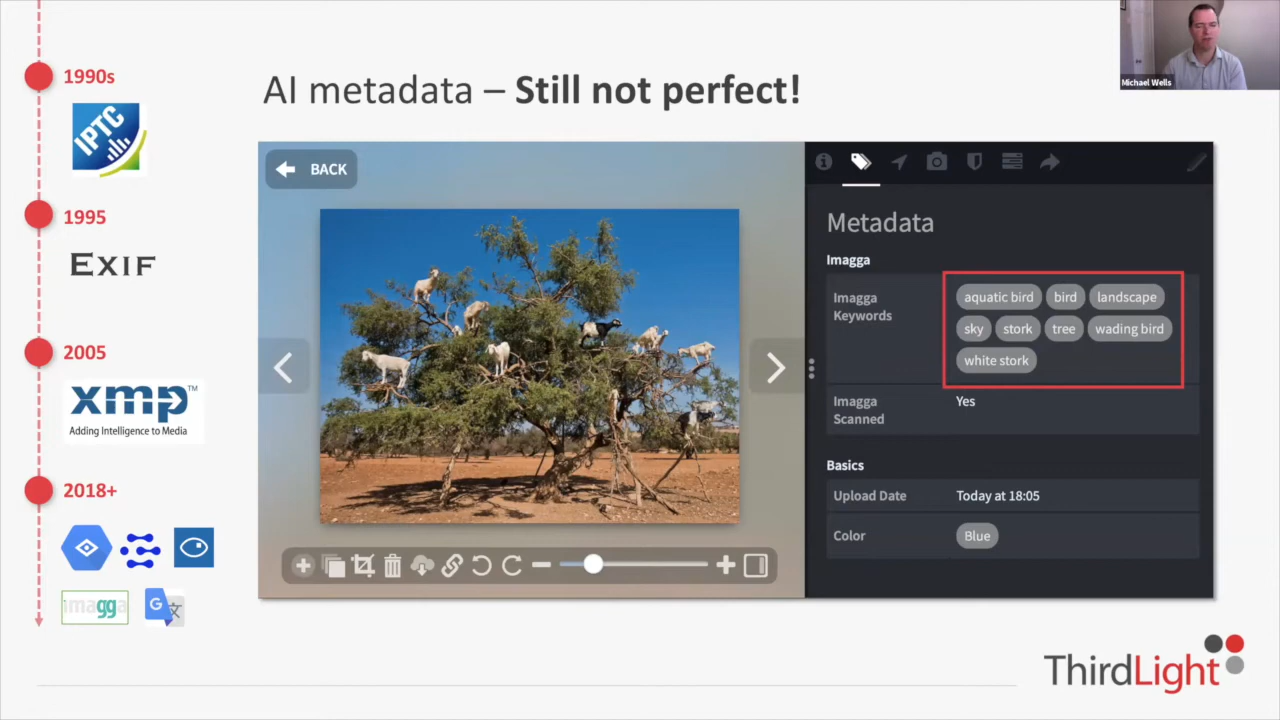 Michael Wells
AI metadata – Still not perfect!
1990s
IPTC
1995
EXIF
2005
xmp™
Adding Intelligence to Media
2018+
imagga
G 文
BACK
Metadata
Imagga
Imagga
Keywords
aquatic bird bird landscape
sky stork tree wading bird
white stork
Imagga
Scanned
Yes
Basics
Upload Date Today at 18:05
Color Blue
ThirdLight